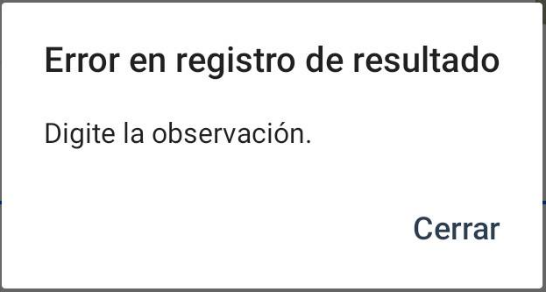 Error en registro de resultado
Digite la observación.
Cerrar